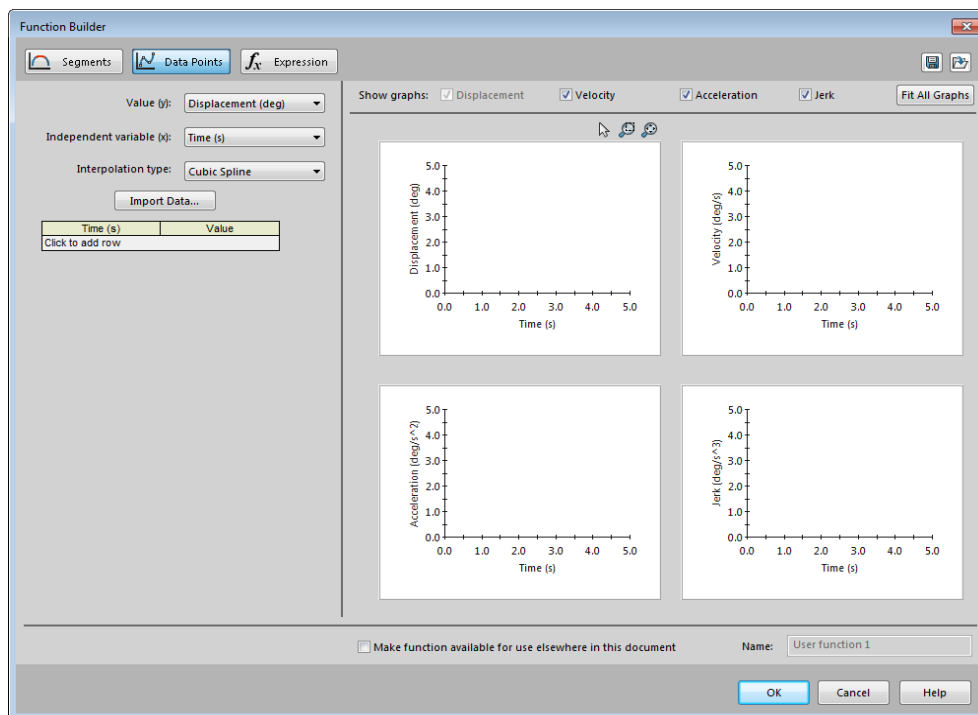 Function Builder
Segments
Data Points
fx Expression
Value (y): Displacement (deg)
Independent variable (x): Time (s)
Interpolation type: Cubic Spline
Import Data...
Time (s) Value
Click to add row
Show graphs: Displacement Velocity Acceleration Jerk Fit All Graphs
Displacement (deg)
5.0
4.0
3.0
2.0
1.0
0.0
0.0 1.0 2.0 3.0 4.0 5.0
Time (s)
Velocity (deg/s)
5.0
4.0
3.0
2.0
1.0
0.0
0.0 1.0 2.0 3.0 4.0 5.0
Time (s)
Acceleration (deg/s^2)
5.0
4.0
3.0
2.0
1.0
0.0
0.0 1.0 2.0 3.0 4.0 5.0
Time (s)
Jerk (deg/s^3)
5.0
4.0
3.0
2.0
1.0
0.0
0.0 1.0 2.0 3.0 4.0 5.0
Time (s)
Make function available for use elsewhere in this document Name: User function 1
OK Cancel Help